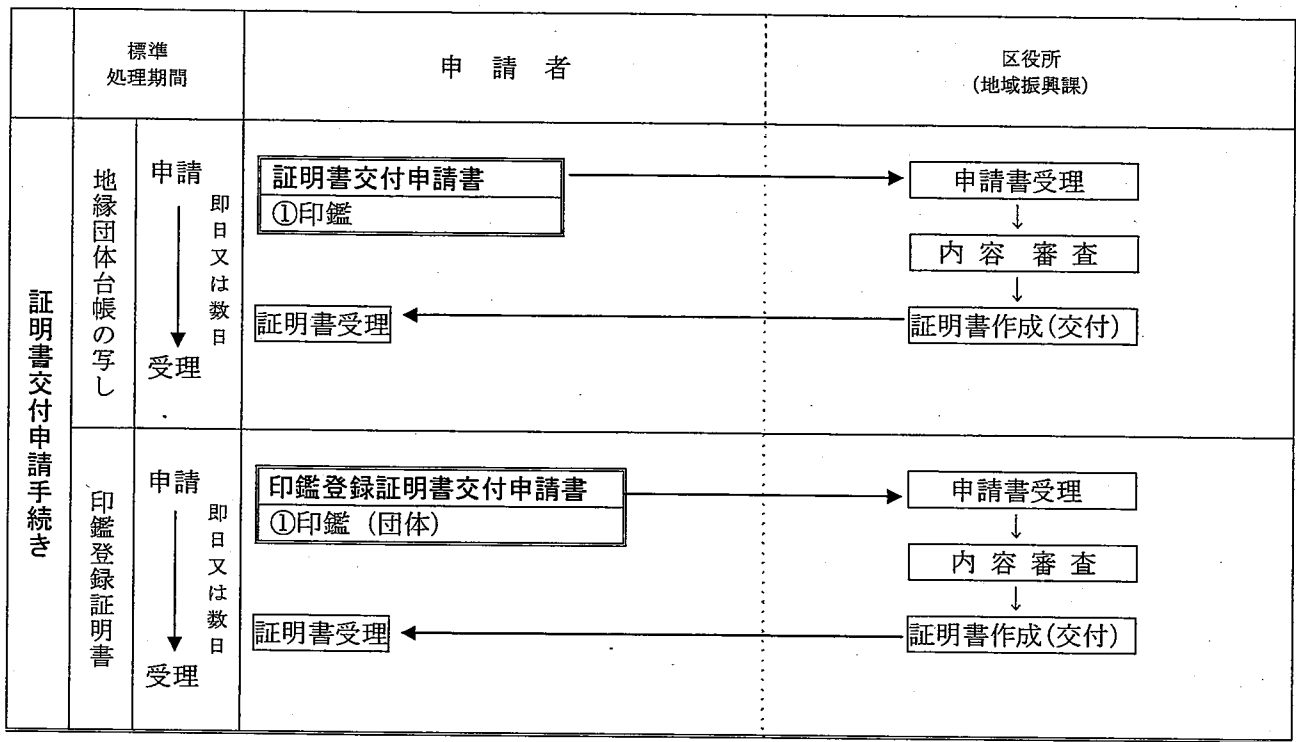 標準
処理期間
申請者
区役所
（地域振興課）
証明書交付申請手続き
地縁団体台帳の写し
申請
即日又は数日
受理
証明書交付申請書
①印鑑
証明書受理
申請書受理
内容審査
証明書作成（交付）
印鑑登録証明書
申請
即日又は数日
受理
印鑑登録証明書交付申請書
①印鑑（団体）
証明書受理
申請書受理
内容審査
証明書作成（交付）